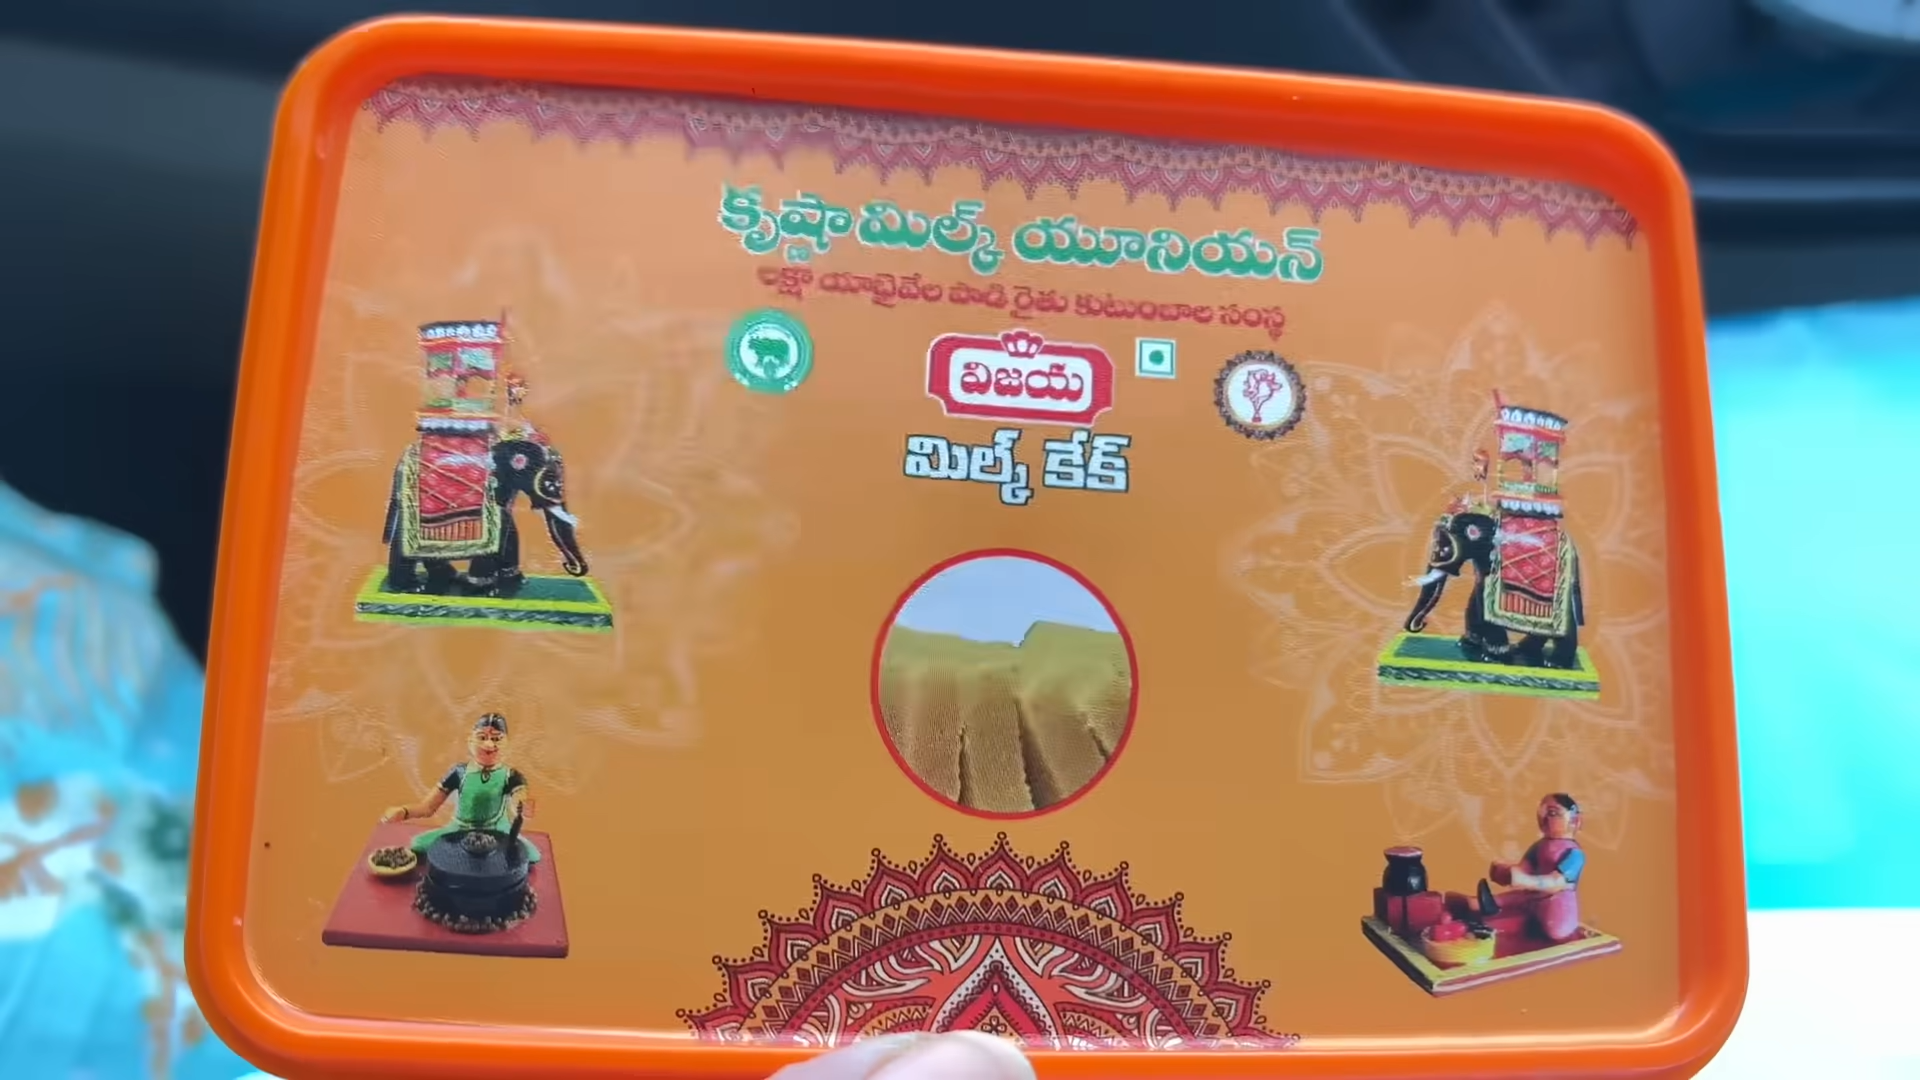 కృష్ణా మిల్క్ యూనియన్
లక్షా యాభైవేల పాడి రైతు కుటుంబాల సంస్థ
విజయ
మిల్క్ కేక్